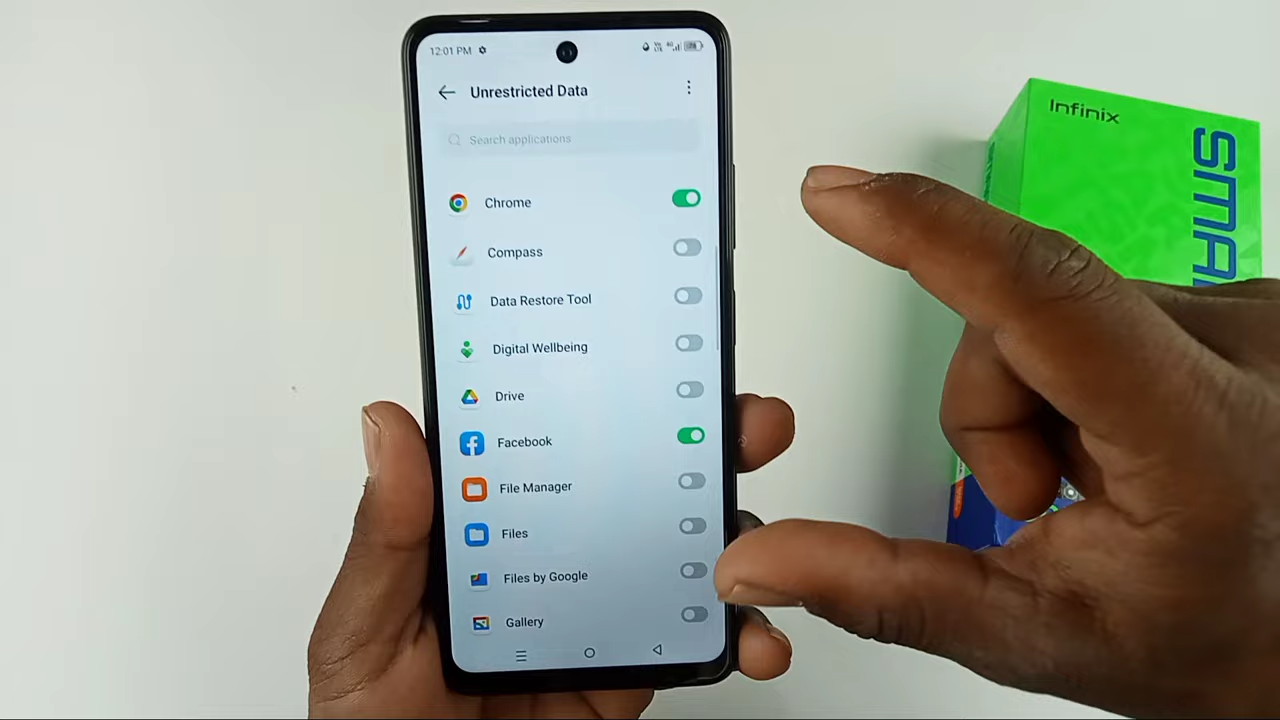 12:01 PM
Unrestricted Data
Search applications
Chrome
Compass
Data Restore Tool
Digital Wellbeing
Drive
Facebook
File Manager
Files
Files by Google
Gallery
Infinix
SMA